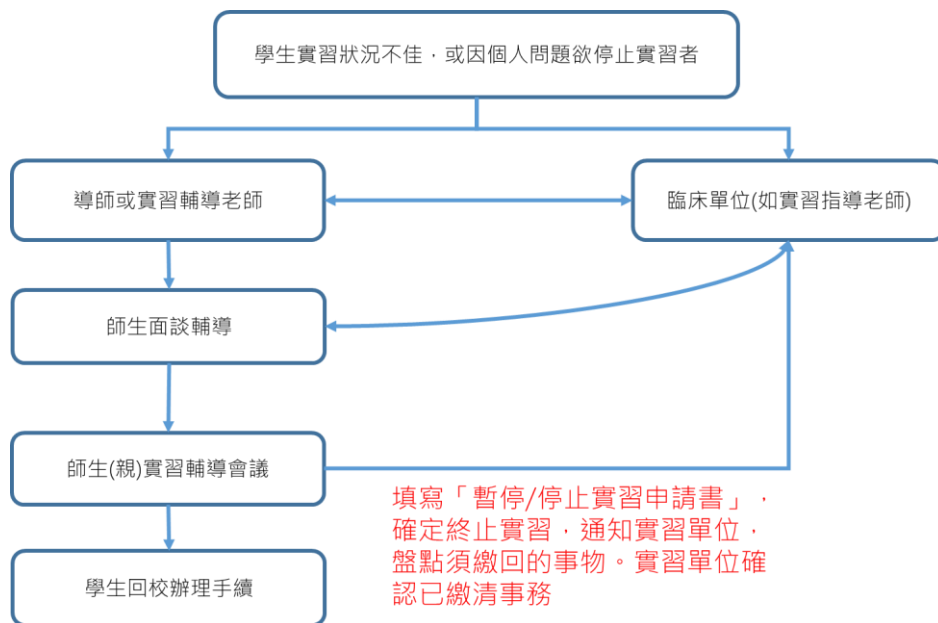 學生實習狀況不佣，或因個人問題欲停止實習者
導師或實習輔導老師
臨床單位(如實習指導老師)
師生面談輔導
師生(親)實習輔導會議
填寫「暫停/停止實習申請書」，
確定終止實習，通知實習單位，
盤點須繳回的事物。實習單位確
認已繳清事務
學生回校辦理手續